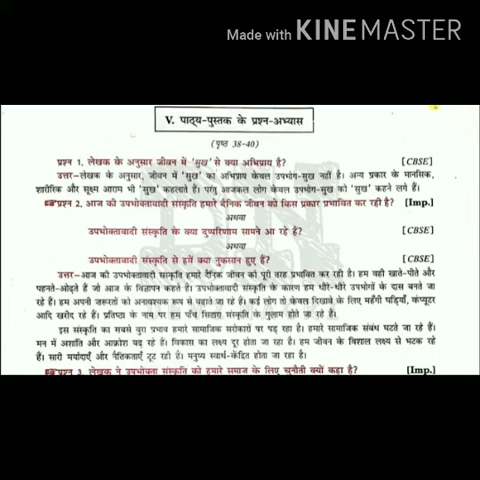 Made with KINEMASTER
V. पाठ्य-पुस्तक के प्रश्न-अभ्यास
(पृष्ठ 38-40)
प्रश्न 1. लेखक के अनुसार जीवन में 'सुख' से क्या अभिप्राय है? [CBSE]
उत्तर–लेखक के अनुसार, जीवन में 'सुख' का अभिप्राय केवल उपभोग-सुख नहीं है। अन्य प्रकार के मानसिक,
शारीरिक और सूक्ष्म आराम भी 'सुख' कहलाते हैं। परंतु आजकल लोग केवल उपभोग-सुख को 'सुख' कहने लगे हैं।
प्रश्न 2. आज की उपभोक्तावादी संस्कृति हमारे दैनिक जीवन को किस प्रकार प्रभावित कर रही है? [Imp.]
अथवा
उपभोक्तावादी संस्कृति के क्या दुष्परिणाम सामने आ रहे हैं? [CBSE]
अथवा
उपभोक्तावादी संस्कृति से हमें क्या नुकसान हुए हैं? [CBSE]
उत्तर–आज की उपभोक्तावादी संस्कृति हमारे दैनिक जीवन को पूरी तरह प्रभावित कर रही है। हम वही खाते-पीते और
पहनते-ओढ़ते हैं जो आज के विज्ञापन कहते हैं। उपभोक्तावादी संस्कृति के कारण हम धीरे-धीरे उपभोगों के दास बनते जा
रहे हैं। हम अपनी जरूरतों को अनावश्यक रूप से बढ़ाते जा रहे हैं। कई लोग तो केवल दिखावे के लिए महँगी घड़ियाँ, कंप्यूटर
आदि खरीद रहे हैं। प्रतिष्ठा के नाम पर हम पाँच सितारा संस्कृति के गुलाम होते जा रहे हैं।
इस संस्कृति का सबसे बुरा प्रभाव हमारे सामाजिक सरोकारों पर पड़ रहा है। हमारे सामाजिक संबंध घटते जा रहे हैं।
मन में अशांति और आक्रोश बढ़ रहे हैं। विकास का लक्ष्य दूर होता जा रहा है। हम जीवन के विशाल लक्ष्य से भटक रहे
हैं। सारी मर्यादाएँ और नैतिकताएँ टूट रही हैं। मनुष्य स्वार्थ-केंद्रित होता जा रहा है।
प्रश्न 3. लेखक ने उपभोक्ता संस्कृति को हमारे समाज के लिए चुनौती क्यों कहा है? [Imp.]